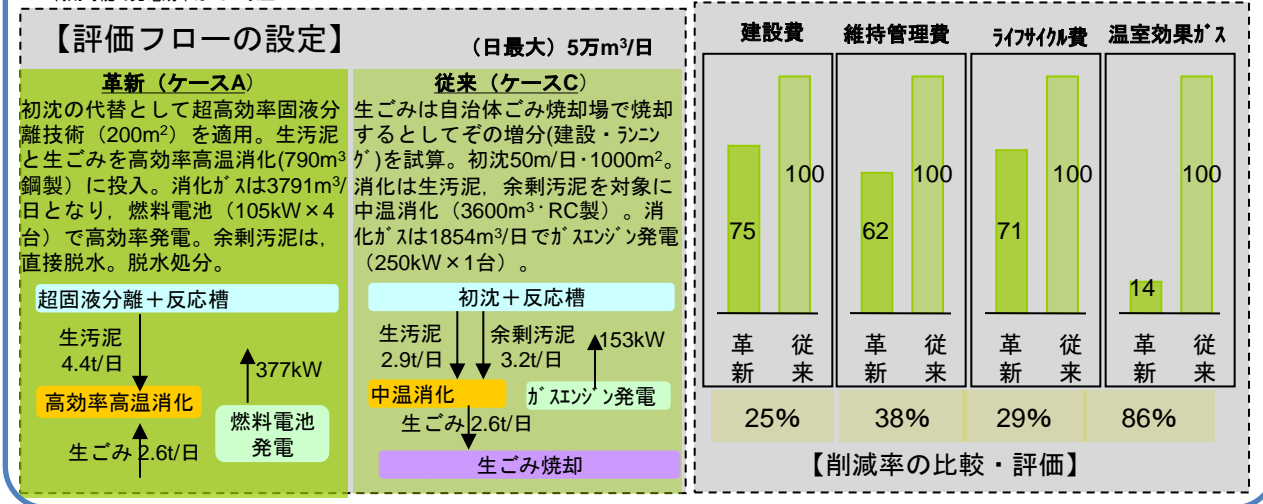 【評価フローの設定】
(日最大) 5万m³/日
革新（ケースA）
初沈の代替として超高効率固液分
離技術（200m²）を適用。生汚泥
と生ごみを高効率高温消化(790m³
鋼製）に投入。消化ｶﾞｽは3791m³/
日となり，燃料電池（105kW×4
台）で高効率発電。余剰汚泥は，
直接脱水。脱水処分。
超固液分離＋反応槽
生汚泥
4.4t/日
377kW
高効率高温消化
燃料電池
発電
生ごみ 2.6t/日
従来（ケースC）
生ごみは自治体ごみ焼却場で焼却
するとしてぞの増分(建設・ﾗﾝﾆﾝ
ｸﾞ)を試算。初沈50m/日･1000m²。
消化は生汚泥，余剰汚泥を対象に
中温消化（3600m³･RC製）。消
化ｶﾞｽは1854m³/日でｶﾞｽｴﾝｼﾞﾝ発電
（250kW×1台）。
初沈＋反応槽
生汚泥
2.9t/日
余剰汚泥
3.2t/日
153kW
中温消化
ｶﾞｽｴﾝｼﾞﾝ発電
生ごみ 2.6t/日
生ごみ焼却
建設費 維持管理費 ﾗｲﾌｻｲｸﾙ費 温室効果ｶﾞｽ
75 100 62 100 71 100 14 100
革新 従来 革新 従来 革新 従来 革新 従来
25% 38% 29% 86%
【削減率の比較・評価】